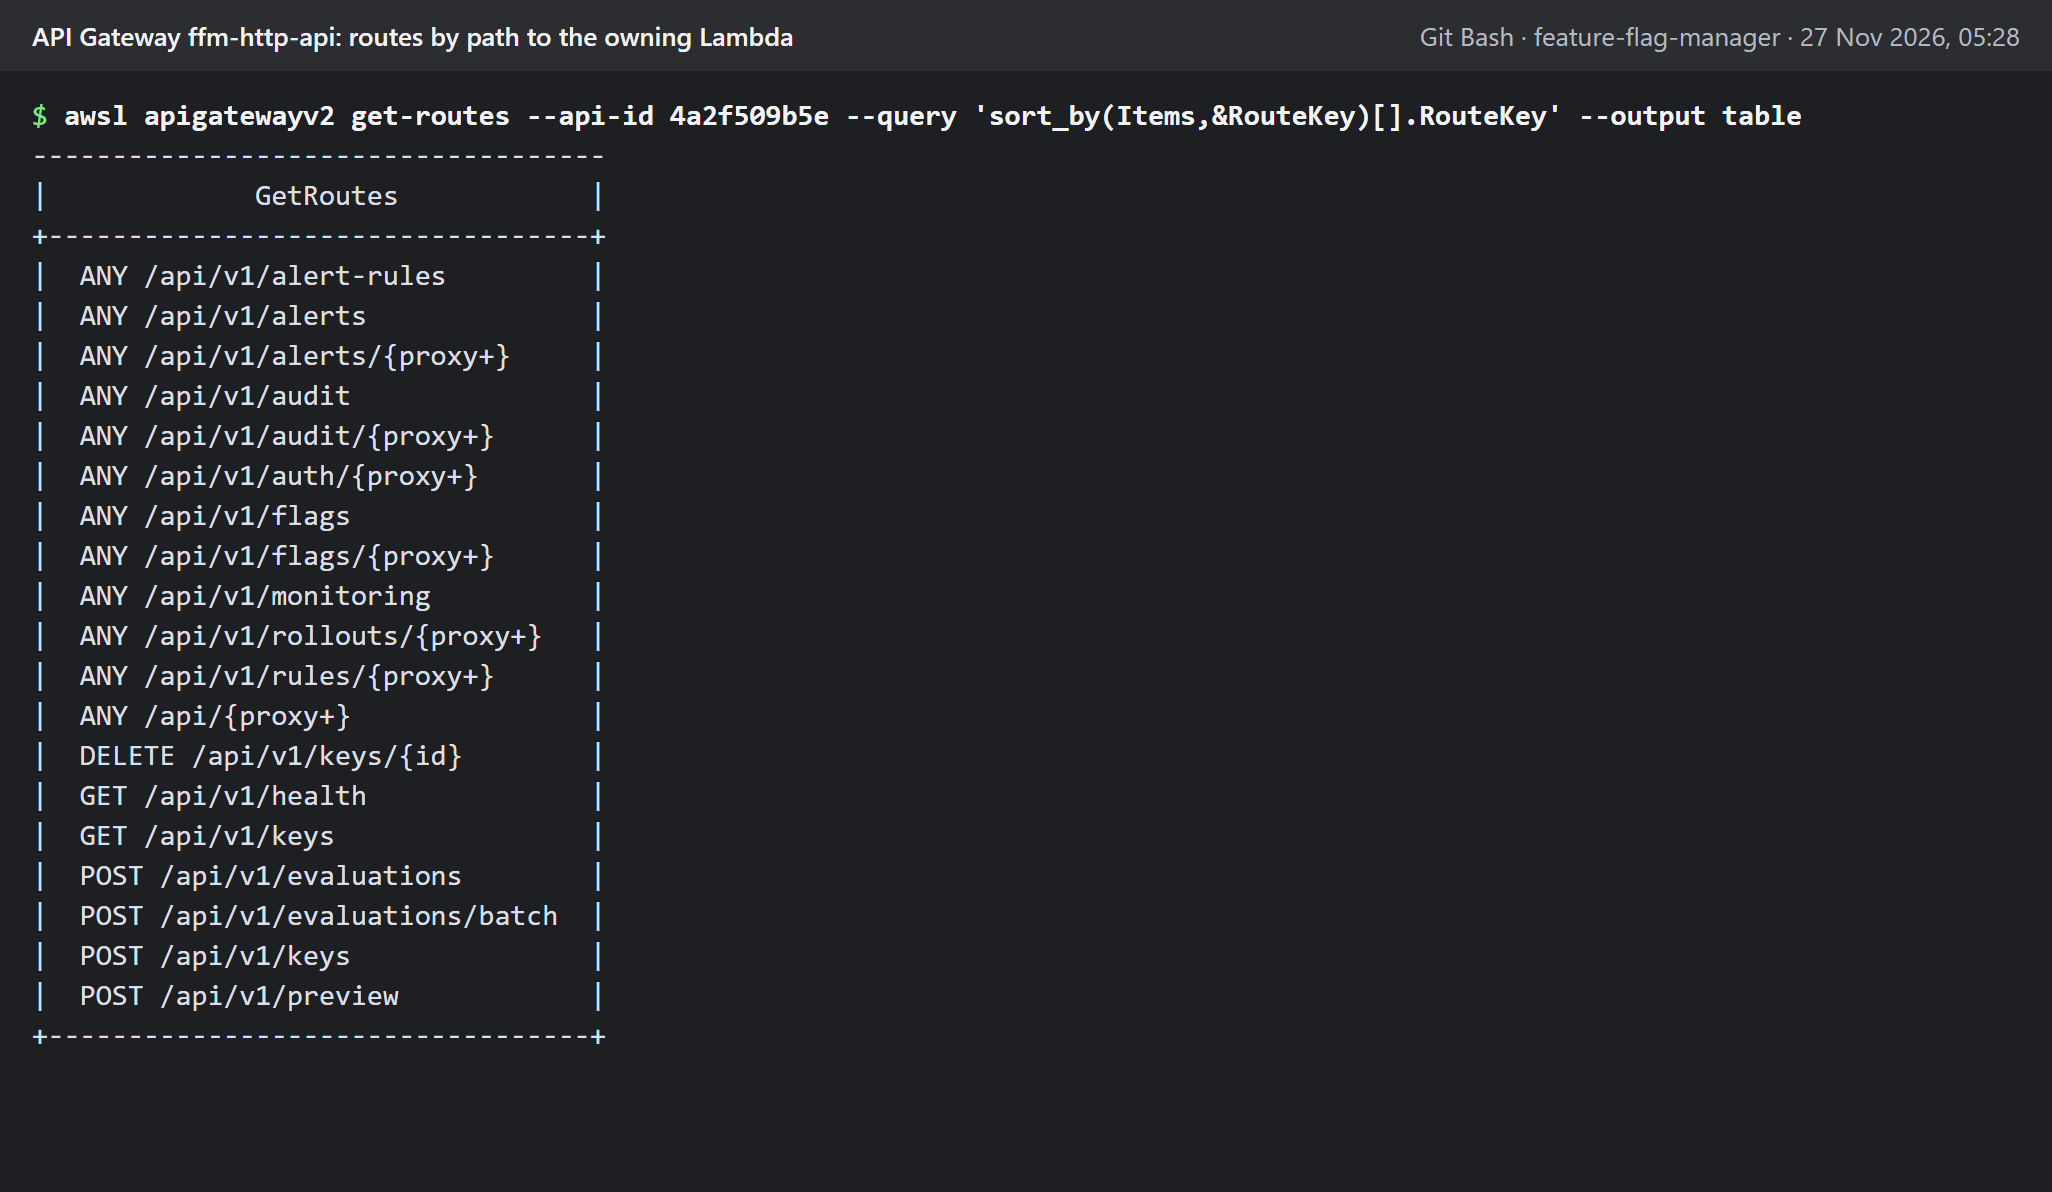 API Gateway ffm-http-api: routes by path to the owning Lambda
Git Bash · feature-flag-manager · 27 Nov 2026, 05:28
$ awsl apigatewayv2 get-routes --api-id 4a2f509b5e --query 'sort_by(Items,&RouteKey)[].RouteKey' --output table
------------------------------------
|             GetRoutes            |
+----------------------------------+
|  ANY /api/v1/alert-rules         |
|  ANY /api/v1/alerts              |
|  ANY /api/v1/alerts/{proxy+}     |
|  ANY /api/v1/audit               |
|  ANY /api/v1/audit/{proxy+}      |
|  ANY /api/v1/auth/{proxy+}       |
|  ANY /api/v1/flags               |
|  ANY /api/v1/flags/{proxy+}      |
|  ANY /api/v1/monitoring          |
|  ANY /api/v1/rollouts/{proxy+}   |
|  ANY /api/v1/rules/{proxy+}      |
|  ANY /api/{proxy+}               |
|  DELETE /api/v1/keys/{id}        |
|  GET /api/v1/health              |
|  GET /api/v1/keys                |
|  POST /api/v1/evaluations        |
|  POST /api/v1/evaluations/batch  |
|  POST /api/v1/keys               |
|  POST /api/v1/preview            |
+----------------------------------+